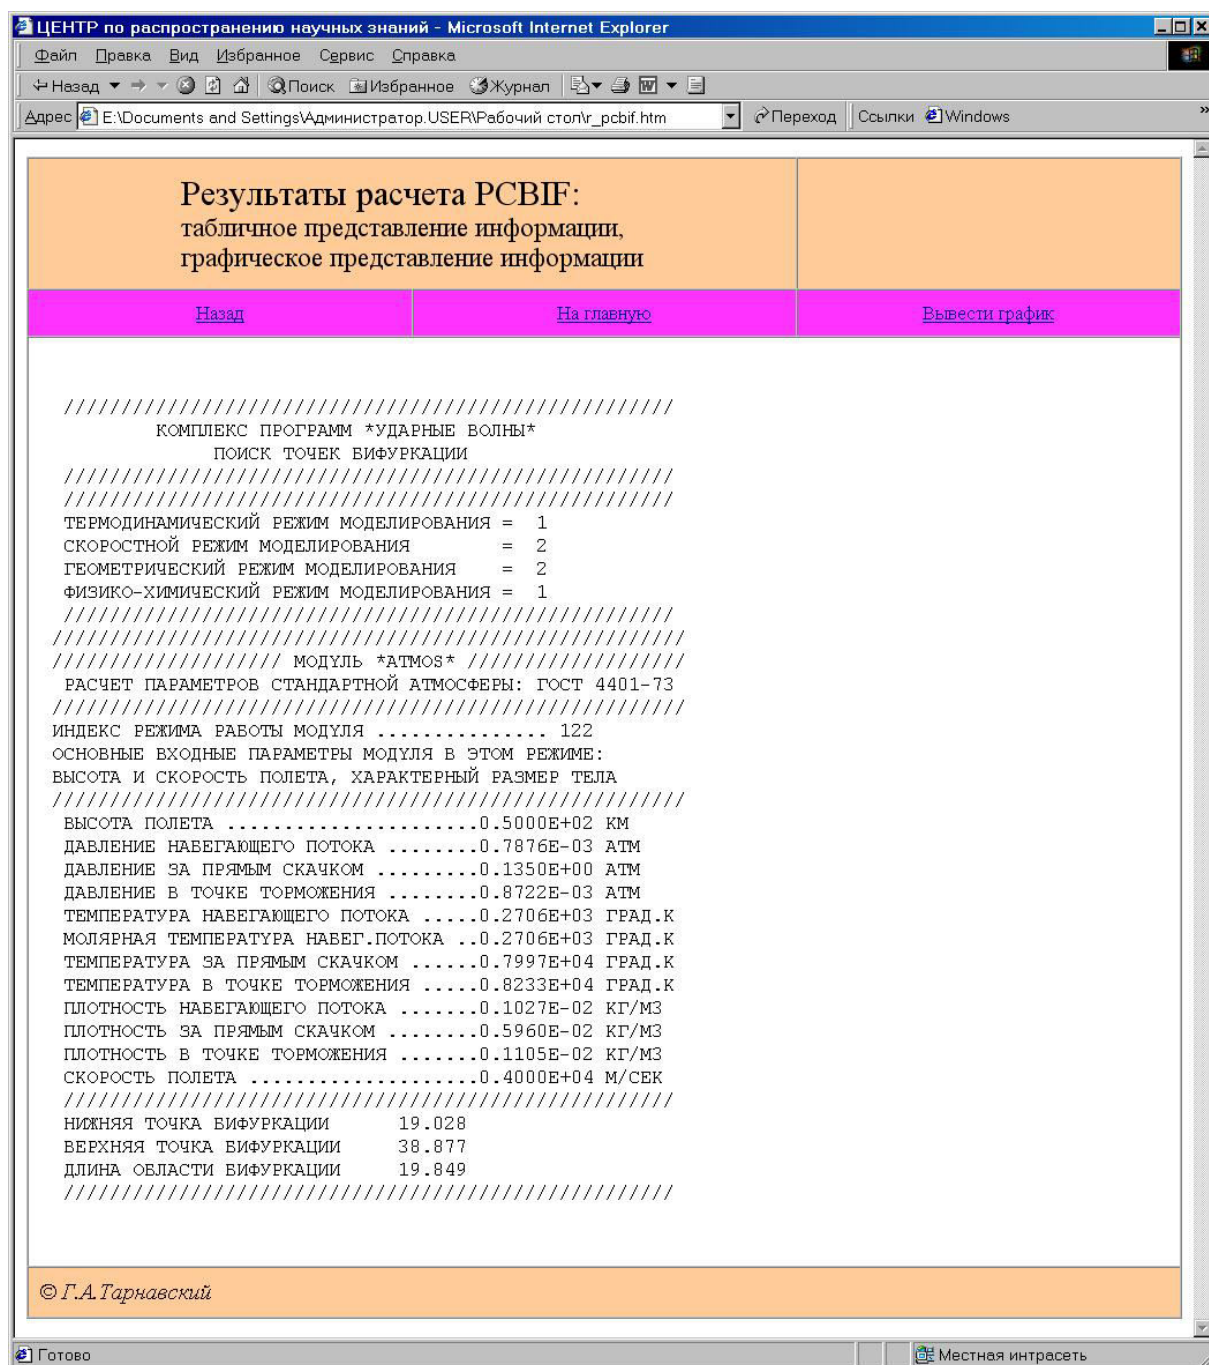 ЦЕНТР по распространению научных знаний - Microsoft Internet Explorer
Файл Правка Вид Избранное Сервис Справка
Назад Поиск Избранное Журнал
Адрес E:\Documents and Settings\Администратор.USER\Рабочий стол\r_pcbif.htm Переход Ссылки Windows »
Результаты расчета PCBIF:
табличное представление информации,
графическое представление информации
Назад На главную Вывести график
/////////////////////////////////////////////////////
КОМПЛЕКС ПРОГРАММ *УДАРНЫЕ ВОЛНЫ*
ПОИСК ТОЧЕК БИФУРКАЦИИ
/////////////////////////////////////////////////////
/////////////////////////////////////////////////////
ТЕРМОДИНАМИЧЕСКИЙ РЕЖИМ МОДЕЛИРОВАНИЯ = 1
СКОРОСТНОЙ РЕЖИМ МОДЕЛИРОВАНИЯ = 2
ГЕОМЕТРИЧЕСКИЙ РЕЖИМ МОДЕЛИРОВАНИЯ = 2
ФИЗИКО-ХИМИЧЕСКИЙ РЕЖИМ МОДЕЛИРОВАНИЯ = 1
/////////////////////////////////////////////////////
///////////////////////////////////////////////////////
//////////////////// МОДУЛЬ *ATMOS* ///////////////////
РАСЧЕТ ПАРАМЕТРОВ СТАНДАРТНОЙ АТМОСФЕРЫ: ГОСТ 4401-73
///////////////////////////////////////////////////////
ИНДЕКС РЕЖИМА РАБОТЫ МОДУЛЯ ............... 122
ОСНОВНЫЕ ВХОДНЫЕ ПАРАМЕТРЫ МОДУЛЯ В ЭТОМ РЕЖИМЕ:
ВЫСОТА И СКОРОСТЬ ПОЛЕТА, ХАРАКТЕРНЫЙ РАЗМЕР ТЕЛА
///////////////////////////////////////////////////////
ВЫСОТА ПОЛЕТА ......................0.5000E+02 КМ
ДАВЛЕНИЕ НАБЕГАЮЩЕГО ПОТОКА ........0.7876E-03 АТМ
ДАВЛЕНИЕ ЗА ПРЯМЫМ СКАЧКОМ .........0.1350E+00 АТМ
ДАВЛЕНИЕ В ТОЧКЕ ТОРМОЖЕНИЯ ........0.8722E-03 АТМ
ТЕМПЕРАТУРА НАБЕГАЮЩЕГО ПОТОКА .....0.2706E+03 ГРАД.К
МОЛЯРНАЯ ТЕМПЕРАТУРА НАБЕГ.ПОТОКА ..0.2706E+03 ГРАД.К
ТЕМПЕРАТУРА ЗА ПРЯМЫМ СКАЧКОМ ......0.7997E+04 ГРАД.К
ТЕМПЕРАТУРА В ТОЧКЕ ТОРМОЖЕНИЯ .....0.8233E+04 ГРАД.К
ПЛОТНОСТЬ НАБЕГАЮЩЕГО ПОТОКА .......0.1027E-02 КГ/М3
ПЛОТНОСТЬ ЗА ПРЯМЫМ СКАЧКОМ ........0.5960E-02 КГ/М3
ПЛОТНОСТЬ В ТОЧКЕ ТОРМОЖЕНИЯ .......0.1105E-02 КГ/М3
СКОРОСТЬ ПОЛЕТА ....................0.4000E+04 М/СЕК
/////////////////////////////////////////////////////
НИЖНЯЯ ТОЧКА БИФУРКАЦИИ 19.028
ВЕРХНЯЯ ТОЧКА БИФУРКАЦИИ 38.877
ДЛИНА ОБЛАСТИ БИФУРКАЦИИ 19.849
/////////////////////////////////////////////////////
© Г.А.Тарнавский
Готово Местная интрасеть